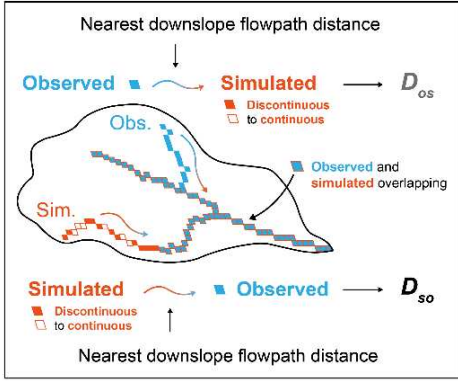 Nearest downslope flowpath distance
Observed Simulated Dos
Discontinuous
to continuous
Obs.
Observed and
simulated overlapping
Sim.
Simulated Observed Dso
Discontinuous
to continuous
Nearest downslope flowpath distance